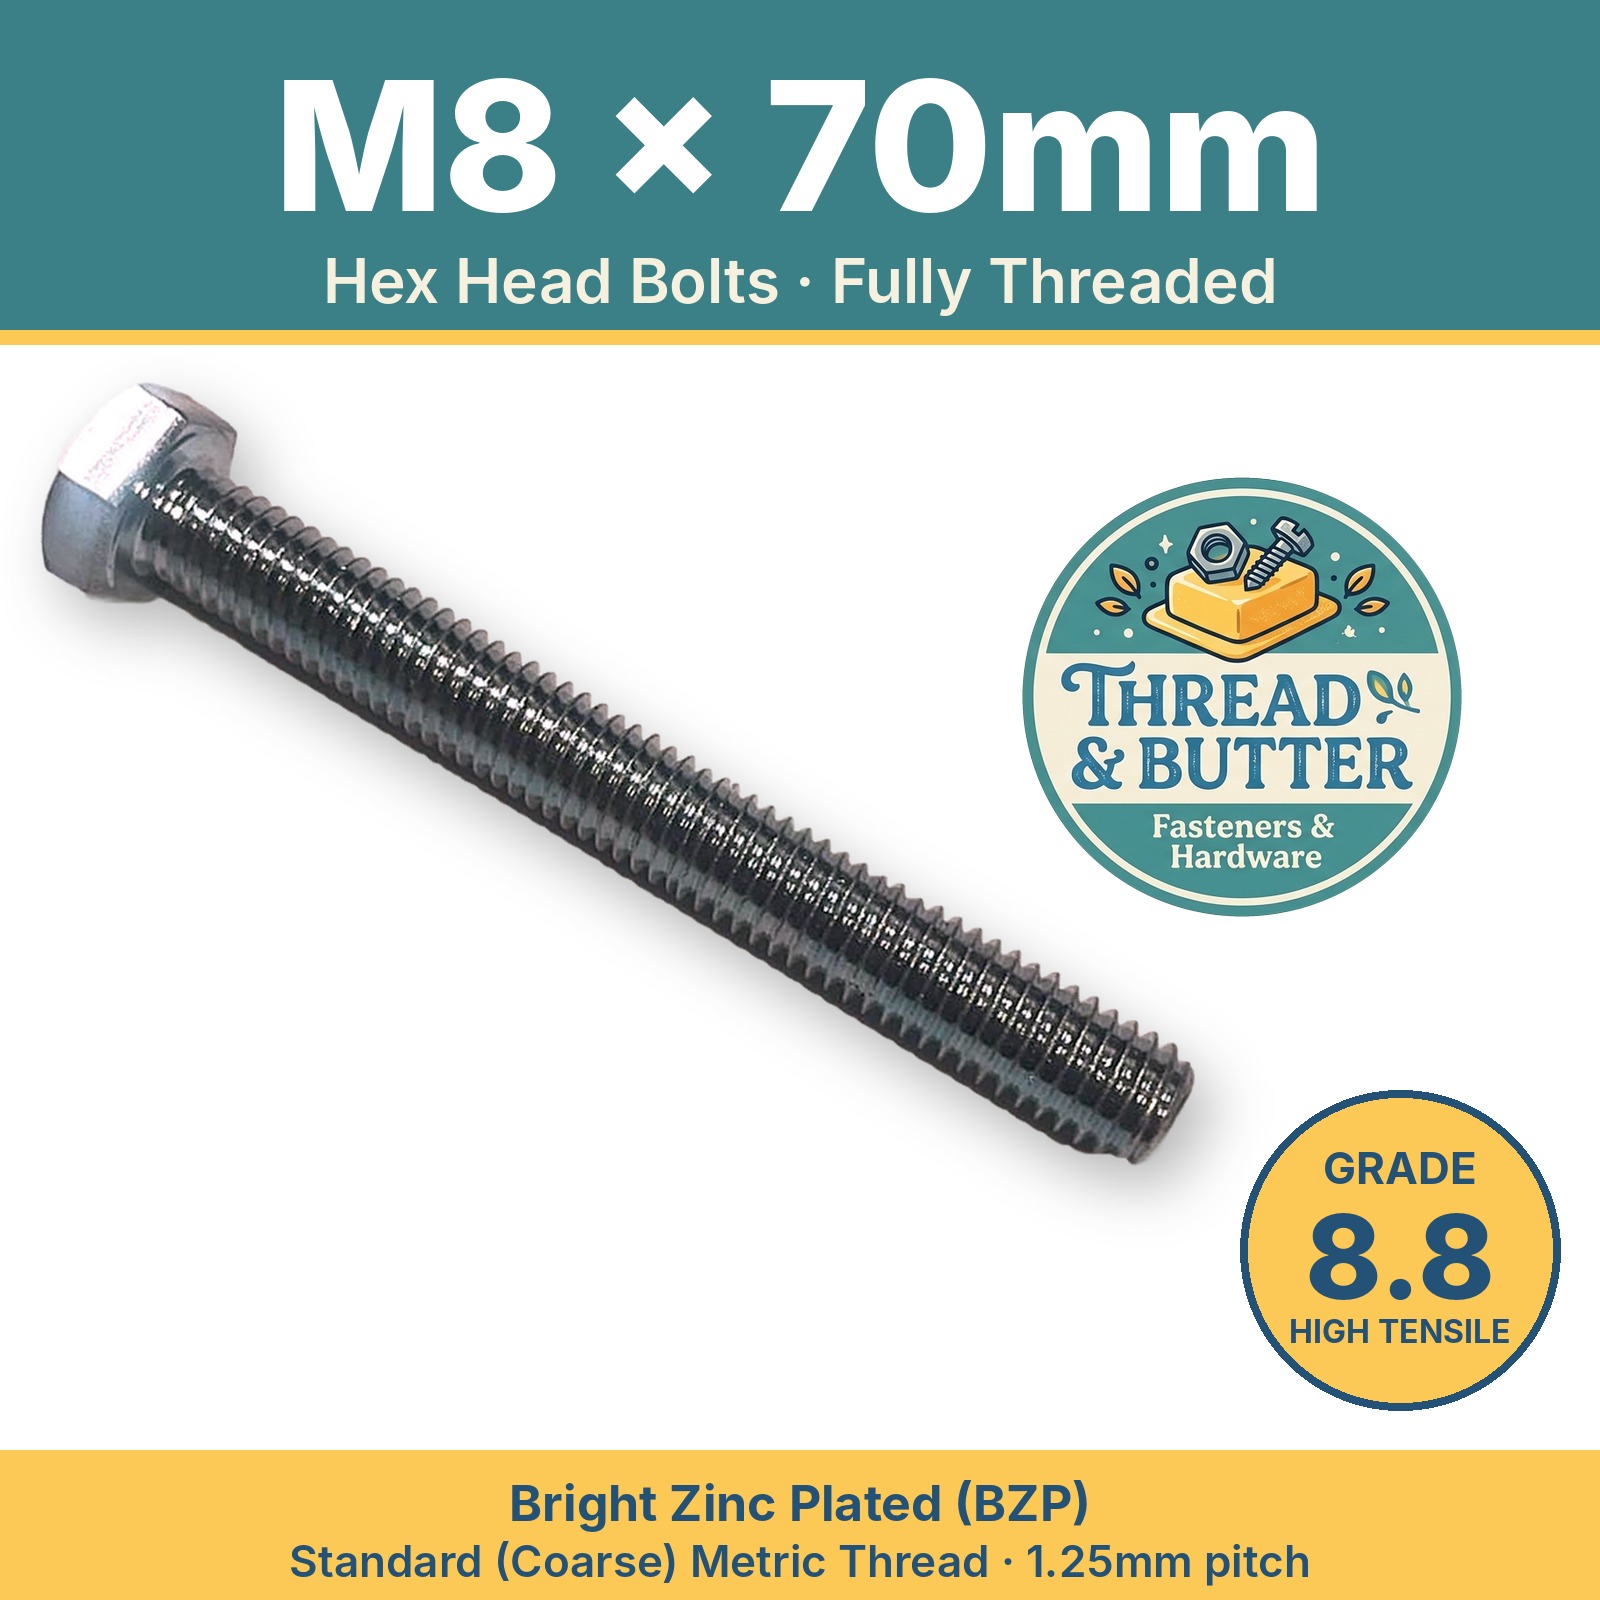 M8 × 70mm
Hex Head Bolts · Fully Threaded
THREAD
& BUTTER
Fasteners &
Hardware
GRADE
8.8
HIGH TENSILE
Bright Zinc Plated (BZP)
Standard (Coarse) Metric Thread · 1.25mm pitch